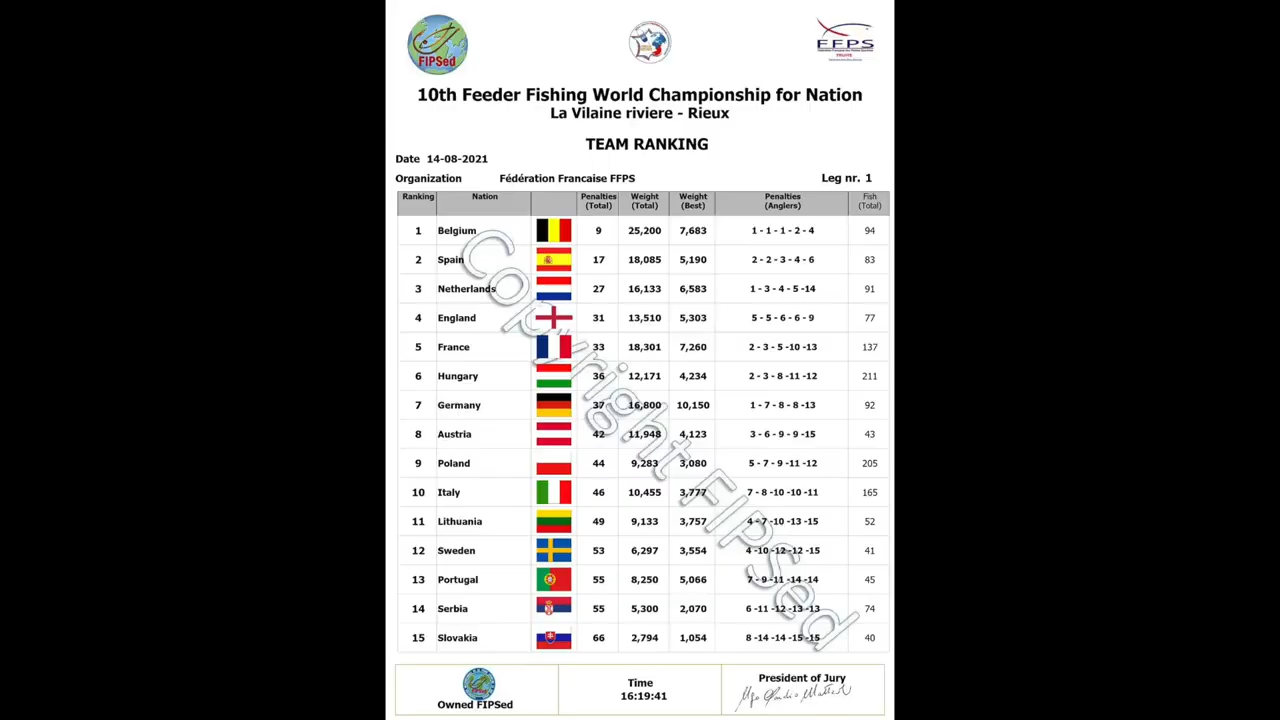 FIPSed
FFPS
TRUITE
10th Feeder Fishing World Championship for Nation
La Vilaine riviere - Rieux
TEAM RANKING
Date 14-08-2021
Organization Fédération Francaise FFPS Leg nr. 1
Ranking Nation Penalties (Total) Weight (Total) Weight (Best) Penalties (Anglers) Fish (Total)
1 Belgium 9 25,200 7,683 1 - 1 - 1 - 2 - 4 94
2 Spain 17 18,085 5,190 2 - 2 - 3 - 4 - 6 83
3 Netherlands 27 16,133 6,583 1 - 3 - 4 - 5 -14 91
4 England 31 13,510 5,303 5 - 5 - 6 - 6 - 9 77
5 France 33 18,301 7,260 2 - 3 - 5 -10 -13 137
6 Hungary 36 12,171 4,234 2 - 3 - 8 -11 -12 211
7 Germany 37 16,800 10,150 1 - 7 - 8 - 8 -13 92
8 Austria 42 11,948 4,123 3 - 6 - 9 - 9 -15 43
9 Poland 44 9,283 3,080 5 - 7 - 9 -11 -12 205
10 Italy 46 10,455 3,777 7 - 8 -10 -10 -11 165
11 Lithuania 49 9,133 3,757 4 - 7 -10 -13 -15 52
12 Sweden 53 6,297 3,554 4 -10 -12 -12 -15 41
13 Portugal 55 8,250 5,066 7 - 9 -11 -14 -14 45
14 Serbia 55 5,300 2,070 6 -11 -12 -13 -13 74
15 Slovakia 66 2,794 1,054 8 -14 -14 -15 -15 40
Copyright FIPSed
Time
16:19:41
President of Jury
FIPSed
Owned FIPSed